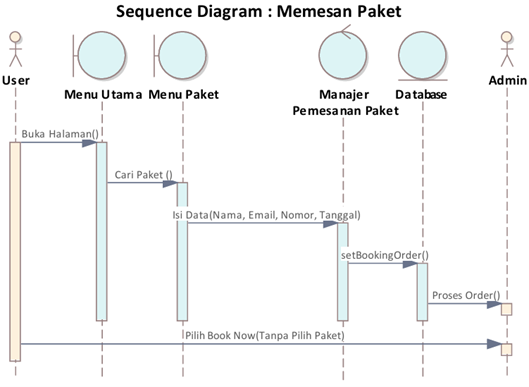 Sequence Diagram : Memesan Paket
User
Menu Utama
Menu Paket
Manajer
Pemesanan Paket
Database
Admin
Buka Halaman()
Cari Paket ()
Isi Data(Nama, Email, Nomor, Tanggal)
setBookingOrder()
Proses Order()
Pilih Book Now(Tanpa Pilih Paket)